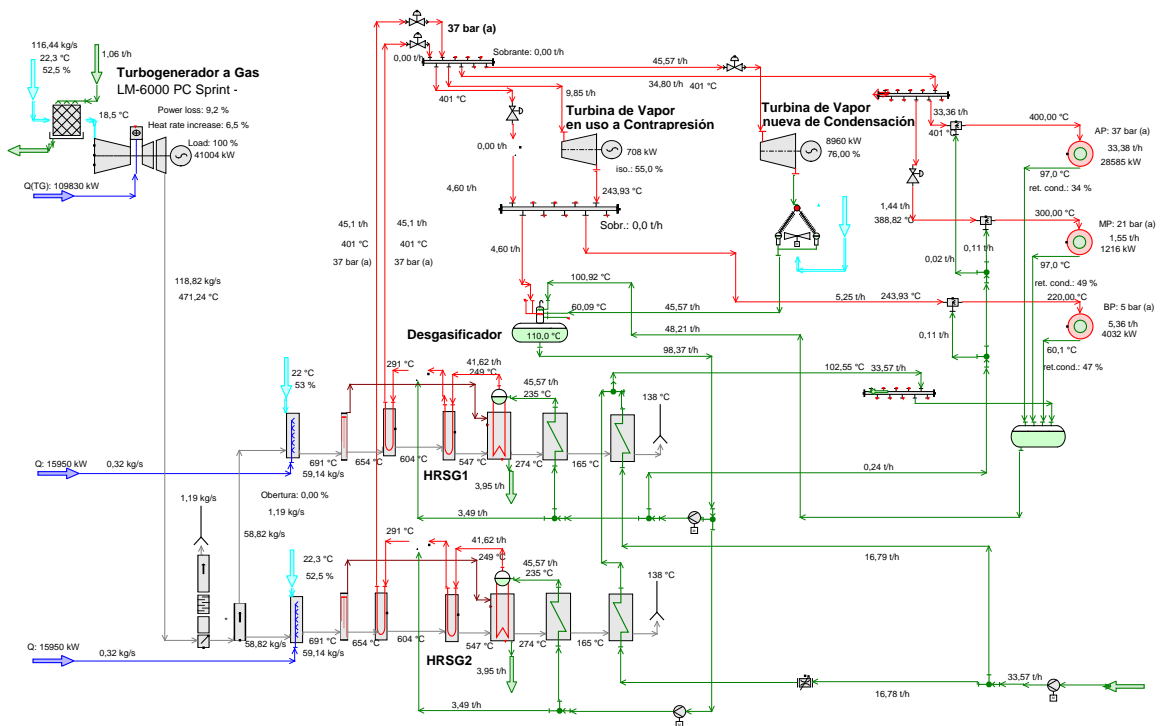 116,44 kg/s
22,3 °C
52,5 %
1,06 t/h
Turbogenerador a Gas
LM-6000 PC Sprint -
Power loss: 9,2 %
Heat rate increase: 6,5 %
18,5 °C
Load: 100 %
41004 kW
Q(TG): 109830 kW
118,82 kg/s
471,24 °C
37 bar (a)
0,00 t/h
Sobrante: 0,00 t/h
45,57 t/h
34,80 t/h
401 °C
401 °C
9,85 t/h
Turbina de Vapor
en uso a Contrapresión
0,00 t/h
708 kW
iso.: 55,0 %
4,60 t/h
243,93 °C
Sobr.: 0,0 t/h
Turbina de Vapor
nueva de Condensación
8960 kW
76,00 %
33,36 t/h
401 °C
400,00 °C
AP: 37 bar (a)
33,38 t/h
28585 kW
97,0 °C
ret. cond.: 34 %
1,44 t/h
388,82 °C
300,00 °C
MP: 21 bar (a)
1,55 t/h
1216 kW
0,11 t/h
0,02 t/h
97,0 °C
ret. cond.: 49 %
5,25 t/h
243,93 °C
220,00 °C
BP: 5 bar (a)
5,36 t/h
4032 kW
0,11 t/h
60,1 °C
ret.cond.: 47 %
45,1 t/h
401 °C
37 bar (a)
45,1 t/h
401 °C
37 bar (a)
4,60 t/h
100,92 °C
60,09 °C
45,57 t/h
48,21 t/h
Desgasificador
110,0 °C
98,37 t/h
102,55 °C
33,57 t/h
22 °C
53 %
291 °C
41,62 t/h
249 °C
45,57 t/h
235 °C
138 °C
Q: 15950 kW
0,32 kg/s
691 °C
59,14 kg/s
654 °C
604 °C
547 °C
274 °C
165 °C
HRSG1
3,95 t/h
0,24 t/h
Obertura: 0,00 %
1,19 kg/s
1,19 kg/s
3,49 t/h
58,82 kg/s
16,79 t/h
22,3 °C
52,5 %
291 °C
41,62 t/h
249 °C
45,57 t/h
235 °C
138 °C
58,82 kg/s
691 °C
59,14 kg/s
654 °C
604 °C
547 °C
274 °C
165 °C
Q: 15950 kW
0,32 kg/s
HRSG2
3,95 t/h
3,49 t/h
16,78 t/h
33,57 t/h